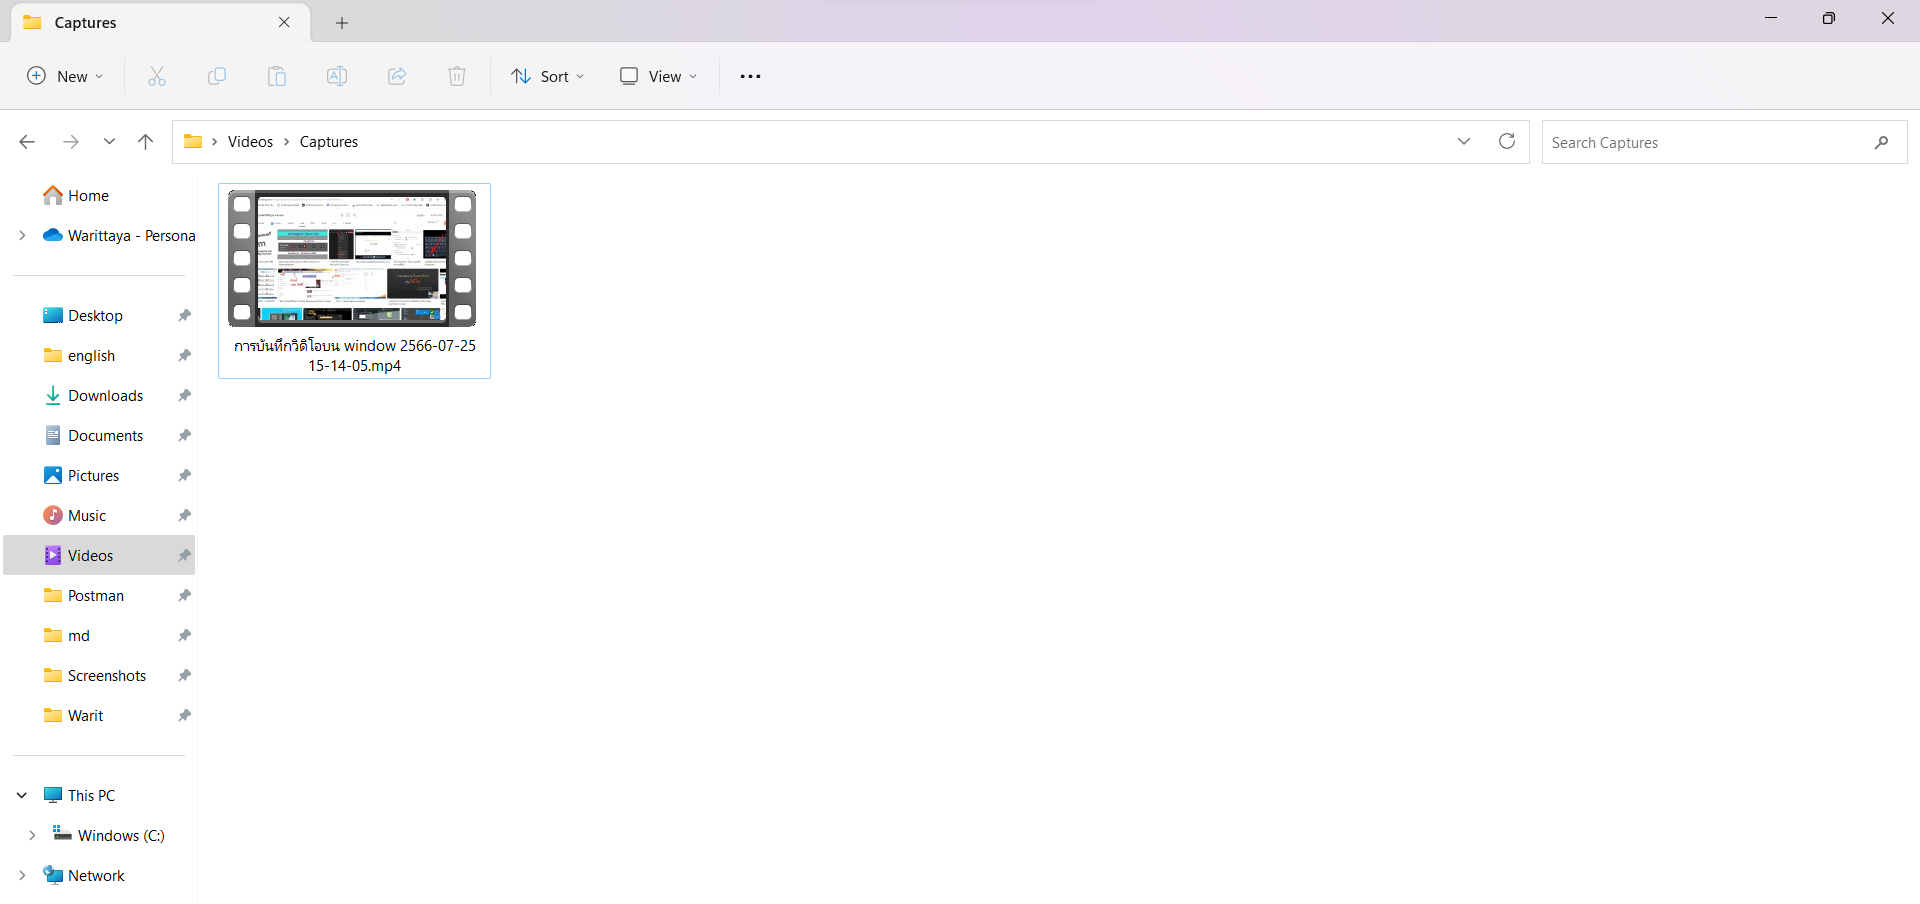 Captures
New
Sort
View
Videos
Captures
Search Captures
Home
Warittaya - Persona
Desktop
english
Downloads
Documents
Pictures
Music
Videos
Postman
md
Screenshots
Warit
This PC
Windows (C:)
Network
การบันทึกวิดิโอบน window 2566-07-25
15-14-05.mp4